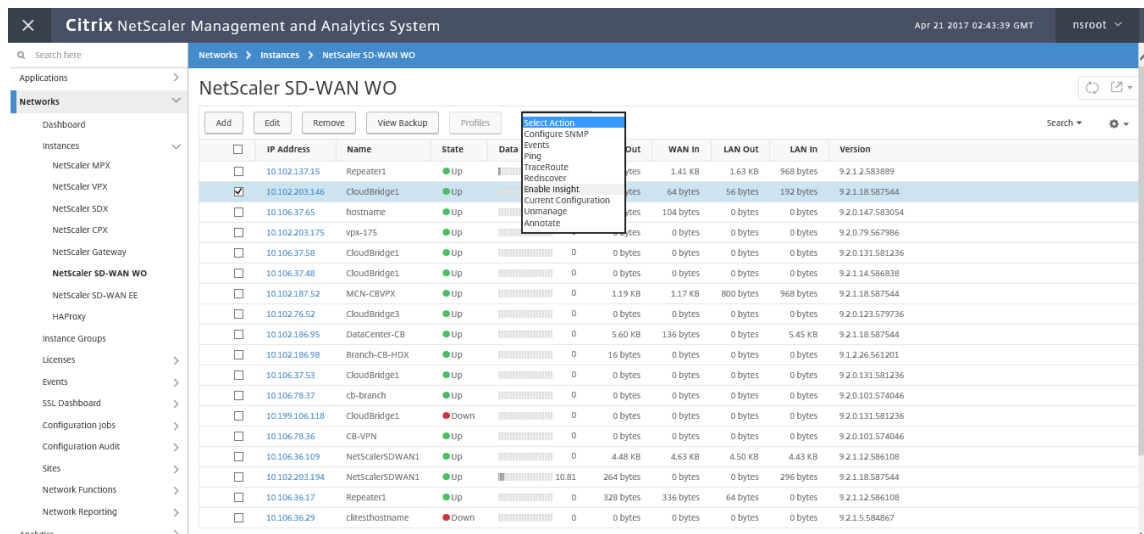 Citrix NetScaler Management and Analytics System
Apr 21 2017 02:43:39 GMT
nsroot
Search here
Networks > Instances > NetScaler SD-WAN WO
Applications
Networks
Dashboard
Instances
NetScaler MPX
NetScaler VPX
NetScaler SDX
NetScaler CPX
NetScaler Gateway
NetScaler SD-WAN WO
NetScaler SD-WAN EE
HAProxy
Instance Groups
Licenses
Events
SSL Dashboard
Configuration Jobs
Configuration Audit
Sites
Network Functions
Network Reporting
Analytics
NetScaler SD-WAN WO
Add Edit Remove View Backup Profiles
Search
Select Action
Configure SNMP
Events
Ping
TraceRoute
Rediscover
Enable Insight
Current Configuration
Unmanage
Annotate
IP Address Name State Data Out WAN In LAN Out LAN In Version
10.102.137.15 Repeater1 Up ytes 1.41 KB 1.63 KB 968 bytes 9.2.1.2.583889
10.102.203.146 CloudBridge1 Up ytes 64 bytes 56 bytes 192 bytes 9.2.1.18.587544
10.106.37.65 hostname Up ytes 104 bytes 0 bytes 0 bytes 9.2.0.147.583054
10.102.203.175 vpx-175 Up bytes 0 bytes 0 bytes 0 bytes 9.2.0.79.567986
10.106.37.58 CloudBridge1 Up 0 0 bytes 0 bytes 0 bytes 0 bytes 9.2.0.131.581236
10.106.37.48 CloudBridge1 Up 0 0 bytes 0 bytes 0 bytes 0 bytes 9.2.1.14.586838
10.102.187.52 MCN-CBVPX Up 0 1.19 KB 1.17 KB 800 bytes 968 bytes 9.2.1.18.587544
10.102.76.52 CloudBridge3 Up 0 0 bytes 0 bytes 0 bytes 0 bytes 9.2.0.123.579736
10.102.186.95 DataCenter-CB Up 0 5.60 KB 136 bytes 0 bytes 5.45 KB 9.2.1.18.587544
10.102.186.98 Branch-CB-HDX Up 0 16 bytes 0 bytes 0 bytes 0 bytes 9.1.2.26.561201
10.106.37.53 CloudBridge1 Up 0 0 bytes 0 bytes 0 bytes 0 bytes 9.2.0.131.581236
10.106.78.37 cb-branch Up 0 0 bytes 0 bytes 0 bytes 0 bytes 9.2.0.101.574046
10.199.106.118 CloudBridge1 Down 0 0 bytes 0 bytes 0 bytes 0 bytes 9.2.0.131.581236
10.106.78.36 CB-VPN Up 0 0 bytes 0 bytes 0 bytes 0 bytes 9.2.0.101.574046
10.106.36.109 NetScalerSDWAN1 Up 0 4.48 KB 4.63 KB 4.50 KB 4.43 KB 9.2.1.12.586108
10.102.203.194 NetScalerSDWAN1 Up 10.81 264 bytes 0 bytes 0 bytes 296 bytes 9.2.1.18.587544
10.106.36.17 Repeater1 Up 0 328 bytes 336 bytes 64 bytes 0 bytes 9.2.1.12.586108
10.106.36.29 clitesthostname Down 0 0 bytes 0 bytes 0 bytes 0 bytes 9.2.1.5.584867